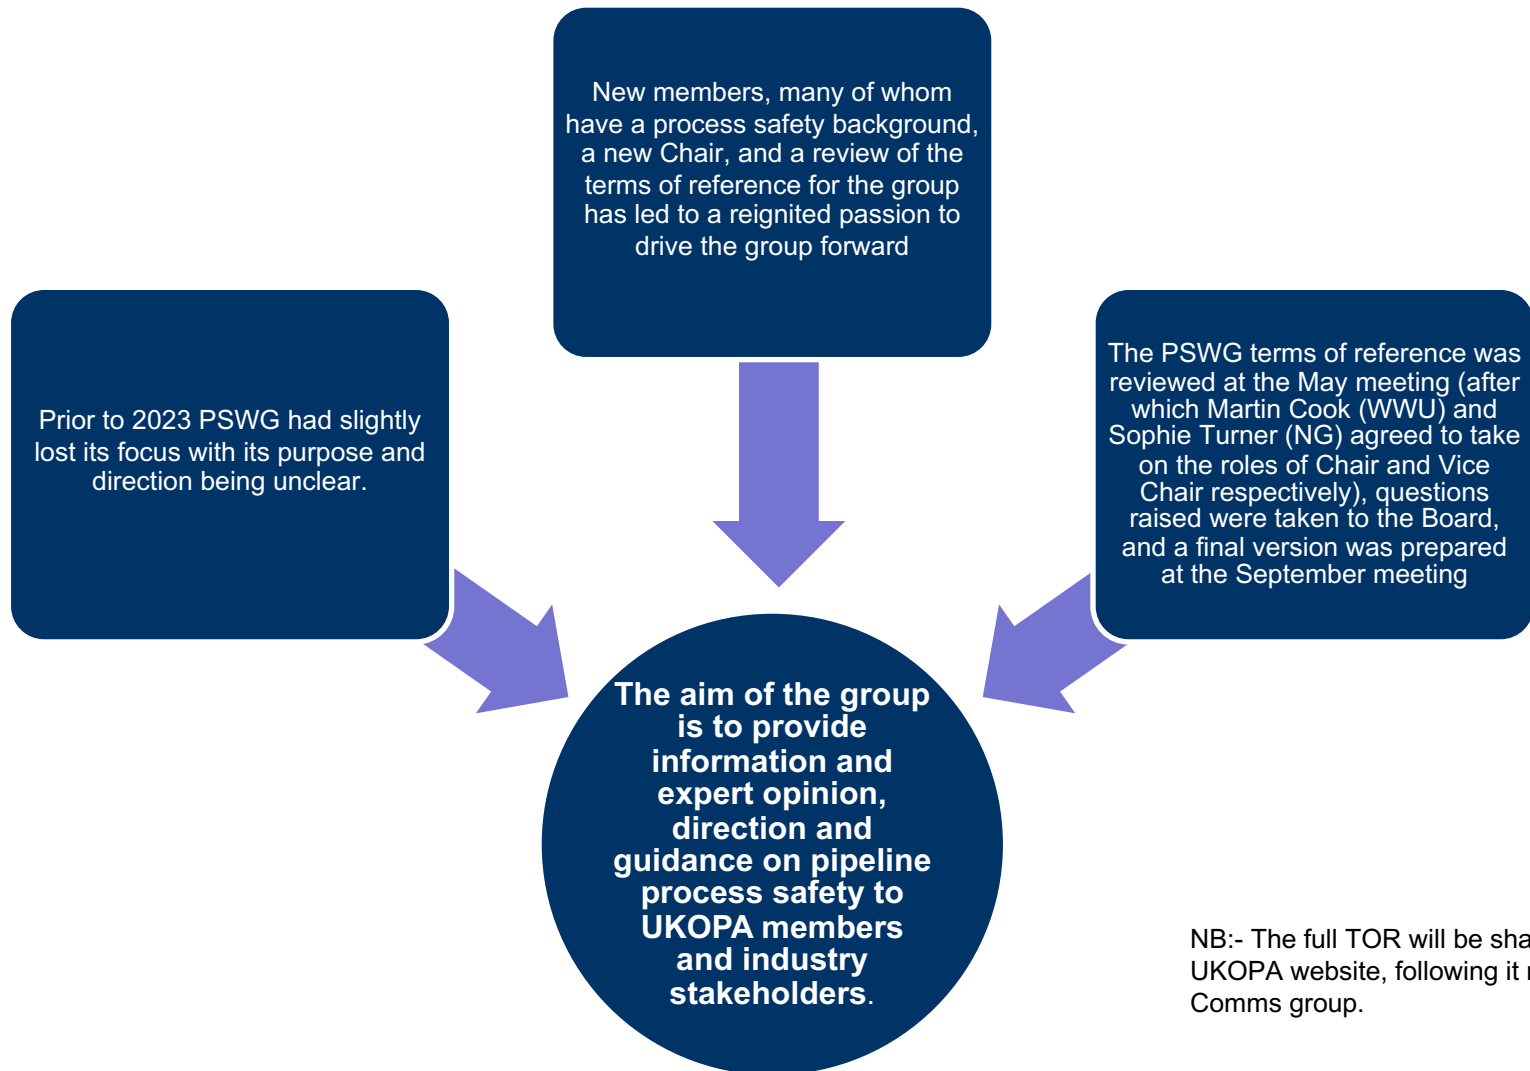 New members, many of whom
have a process safety background,
a new Chair, and a review of the
terms of reference for the group
has led to a reignited passion to
drive the group forward
Prior to 2023 PSWG had slightly
lost its focus with its purpose and
direction being unclear.
The PSWG terms of reference was
reviewed at the May meeting (after
which Martin Cook (WWU) and
Sophie Turner (NG) agreed to take
on the roles of Chair and Vice
Chair respectively), questions
raised were taken to the Board,
and a final version was prepared
at the September meeting
The aim of the group
is to provide
information and
expert opinion,
direction and
guidance on pipeline
process safety to
UKOPA members
and industry
stakeholders.
NB:- The full TOR will be
UKOPA website, following it
Comms group.